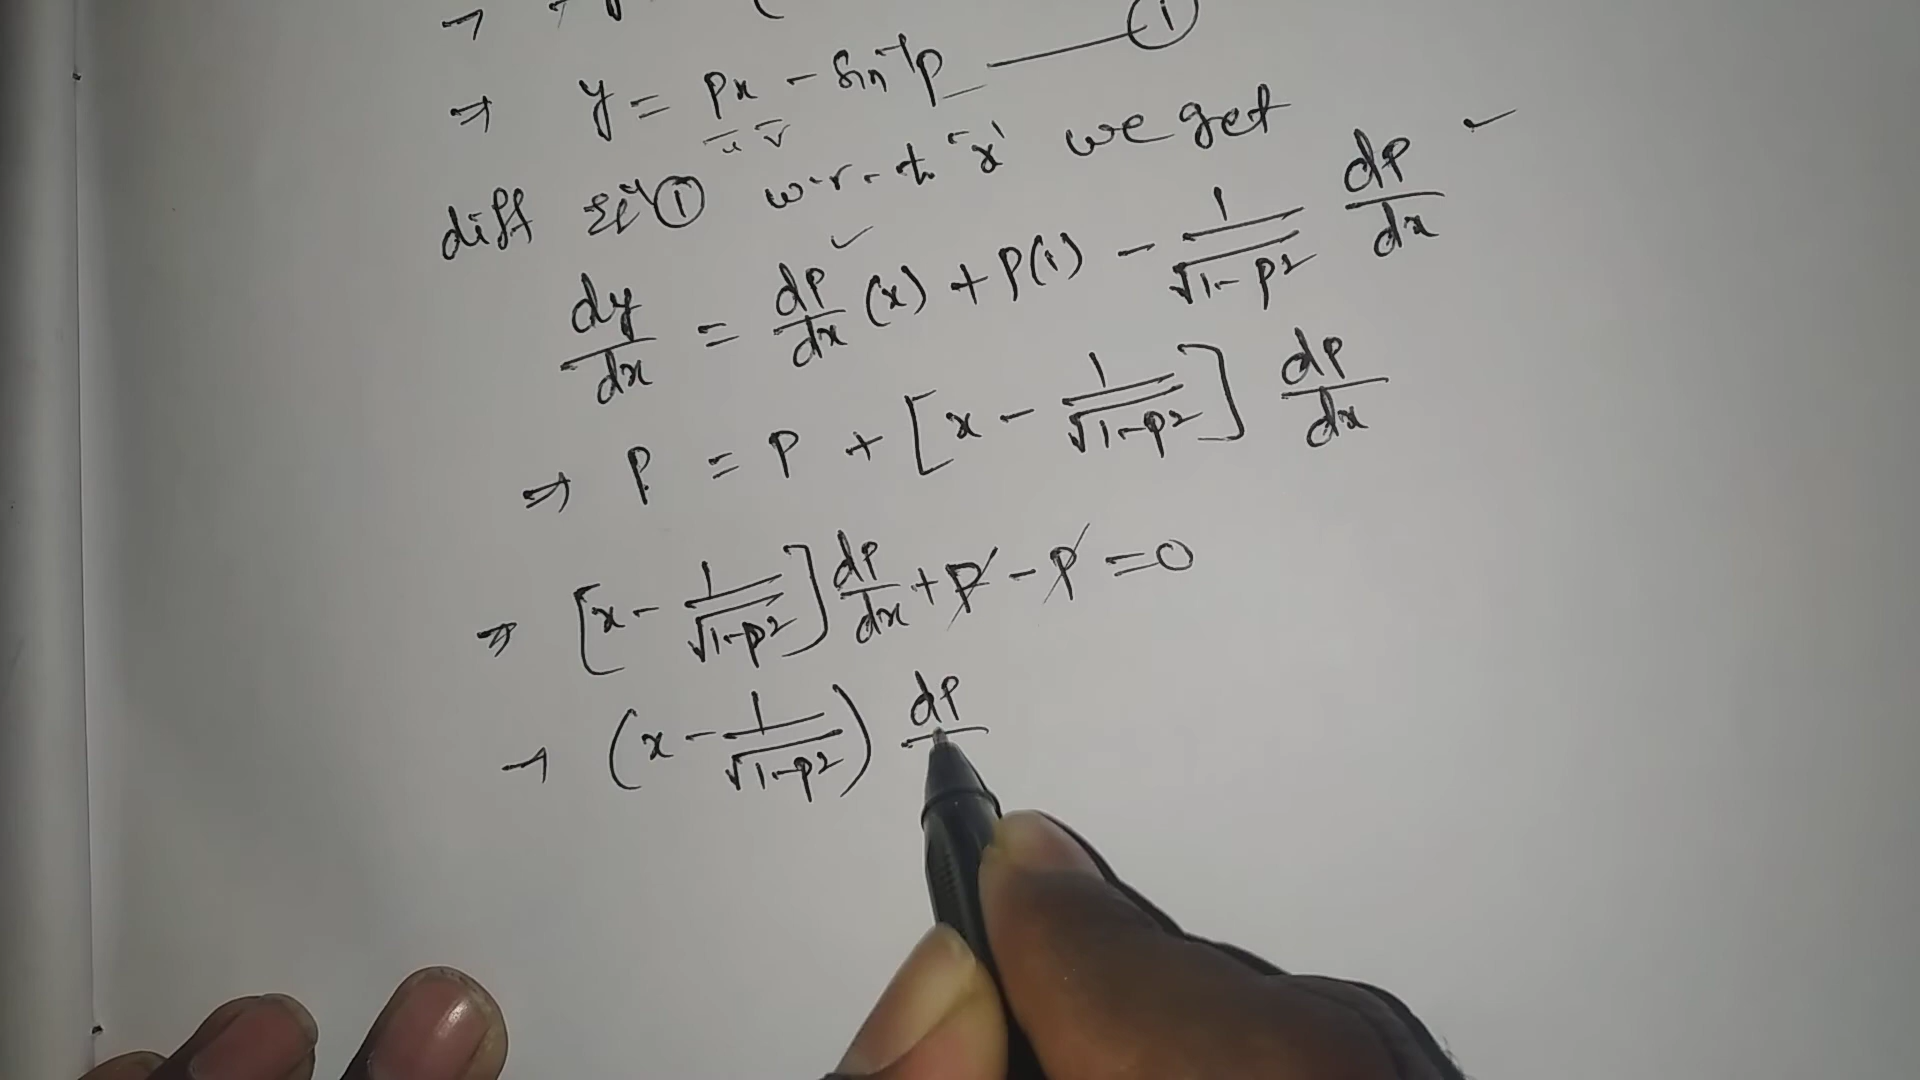 ⇒ y = px - sin⁻¹p —— ①
u v
diff ① w.r.to 'x' we get
dy/dx = dp/dx (x) + p(1) - 1/√(1-p²) dp/dx
⇒ p = p + [x - 1/√(1-p²)] dp/dx
⇒ [x - 1/√(1-p²)] dp/dx + p - p = 0
→ (x - 1/√(1-p²)) dp